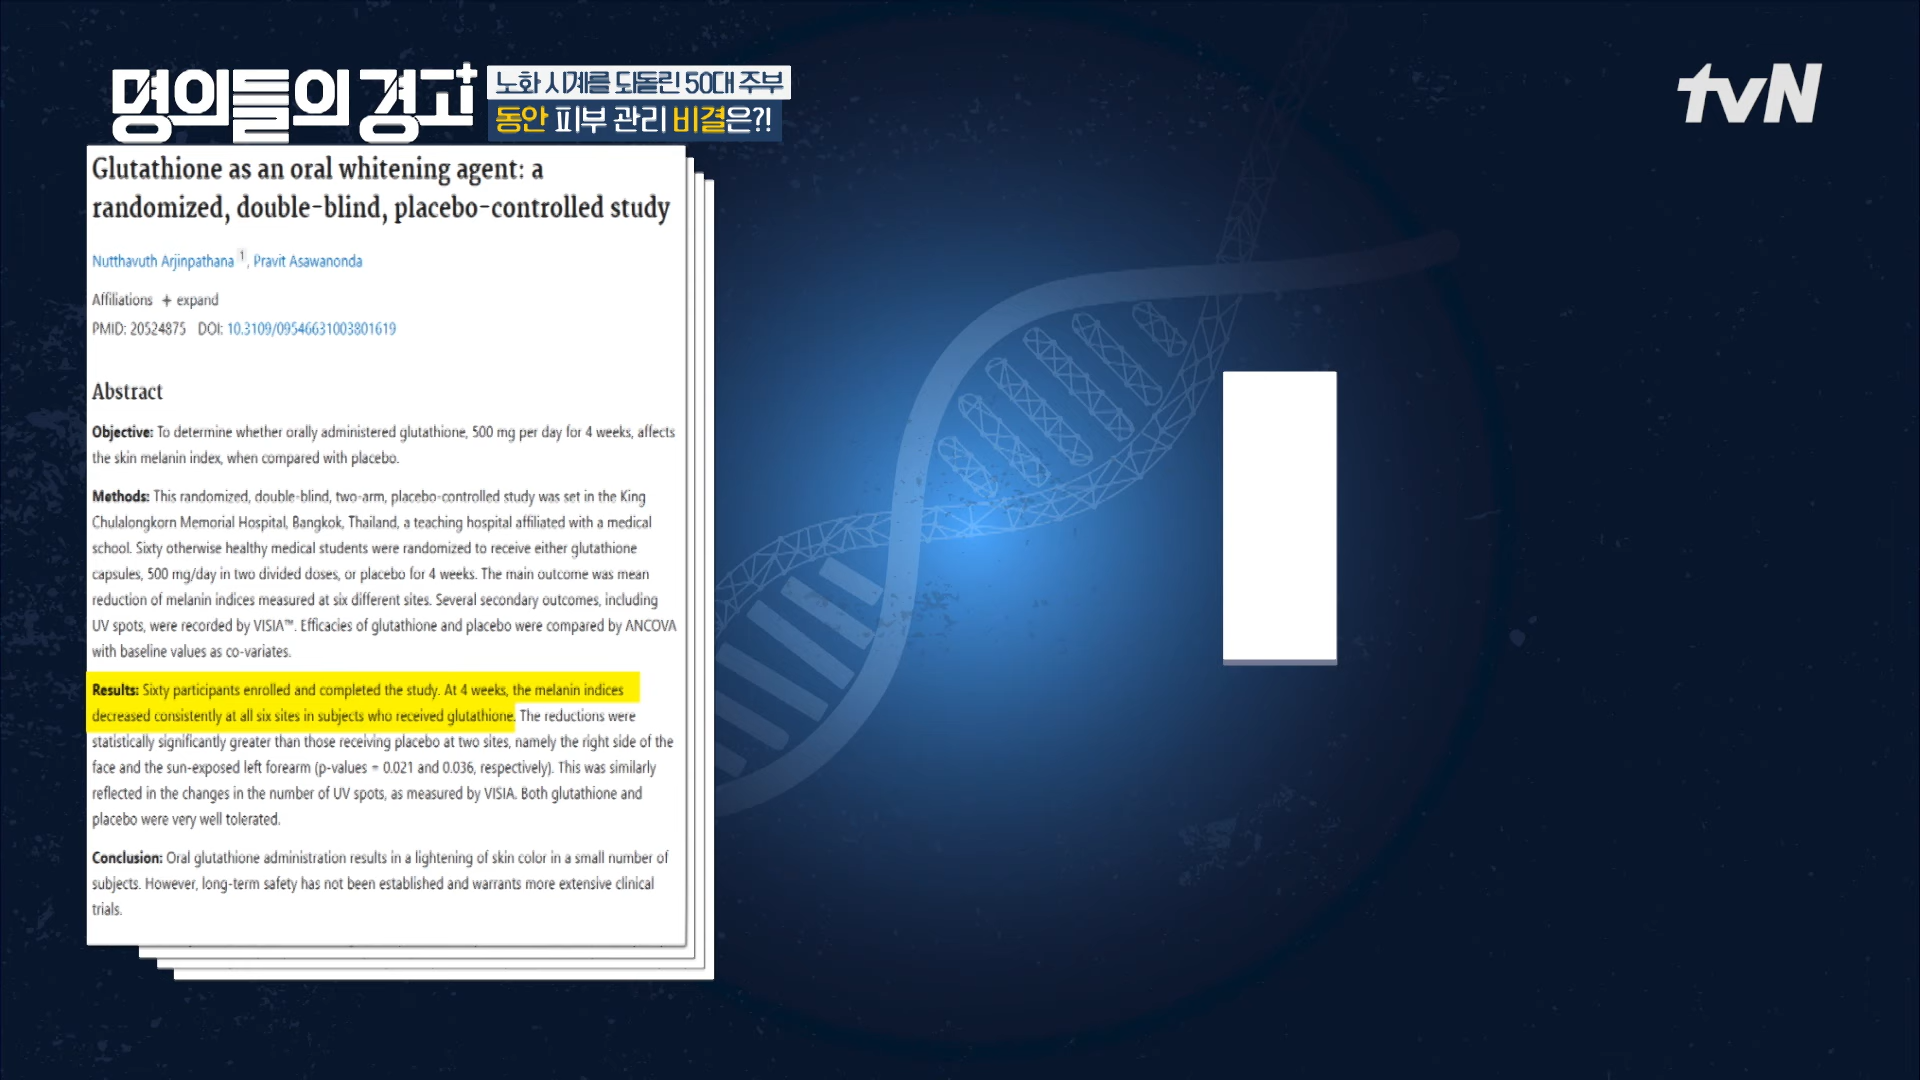 명의들의 경고+
노화 시계를 되돌린 50대 주부
동안 피부 관리 비결은?!
tvN
Glutathione as an oral whitening agent: a
randomized, double-blind, placebo-controlled study
Nutthavuth Arjinpathana 1, Pravit Asawanonda
Affiliations + expand
PMID: 20524875 DOI: 10.3109/09546631003801619
Abstract
Objective: To determine whether orally administered glutathione, 500 mg per day for 4 weeks, affects
the skin melanin index, when compared with placebo.
Methods: This randomized, double-blind, two-arm, placebo-controlled study was set in the King
Chulalongkorn Memorial Hospital, Bangkok, Thailand, a teaching hospital affiliated with a medical
school. Sixty otherwise healthy medical students were randomized to receive either glutathione
capsules, 500 mg/day in two divided doses, or placebo for 4 weeks. The main outcome was mean
reduction of melanin indices measured at six different sites. Several secondary outcomes, including
UV spots, were recorded by VISIA™. Efficacies of glutathione and placebo were compared by ANCOVA
with baseline values as co-variates.
Results: Sixty participants enrolled and completed the study. At 4 weeks, the melanin indices
decreased consistently at all six sites in subjects who received glutathione. The reductions were
statistically significantly greater than those receiving placebo at two sites, namely the right side of the
face and the sun-exposed left forearm (p-values = 0.021 and 0.036, respectively). This was similarly
reflected in the changes in the number of UV spots, as measured by VISIA. Both glutathione and
placebo were very well tolerated.
Conclusion: Oral glutathione administration results in a lightening of skin color in a small number of
subjects. However, long-term safety has not been established and warrants more extensive clinical
trials.